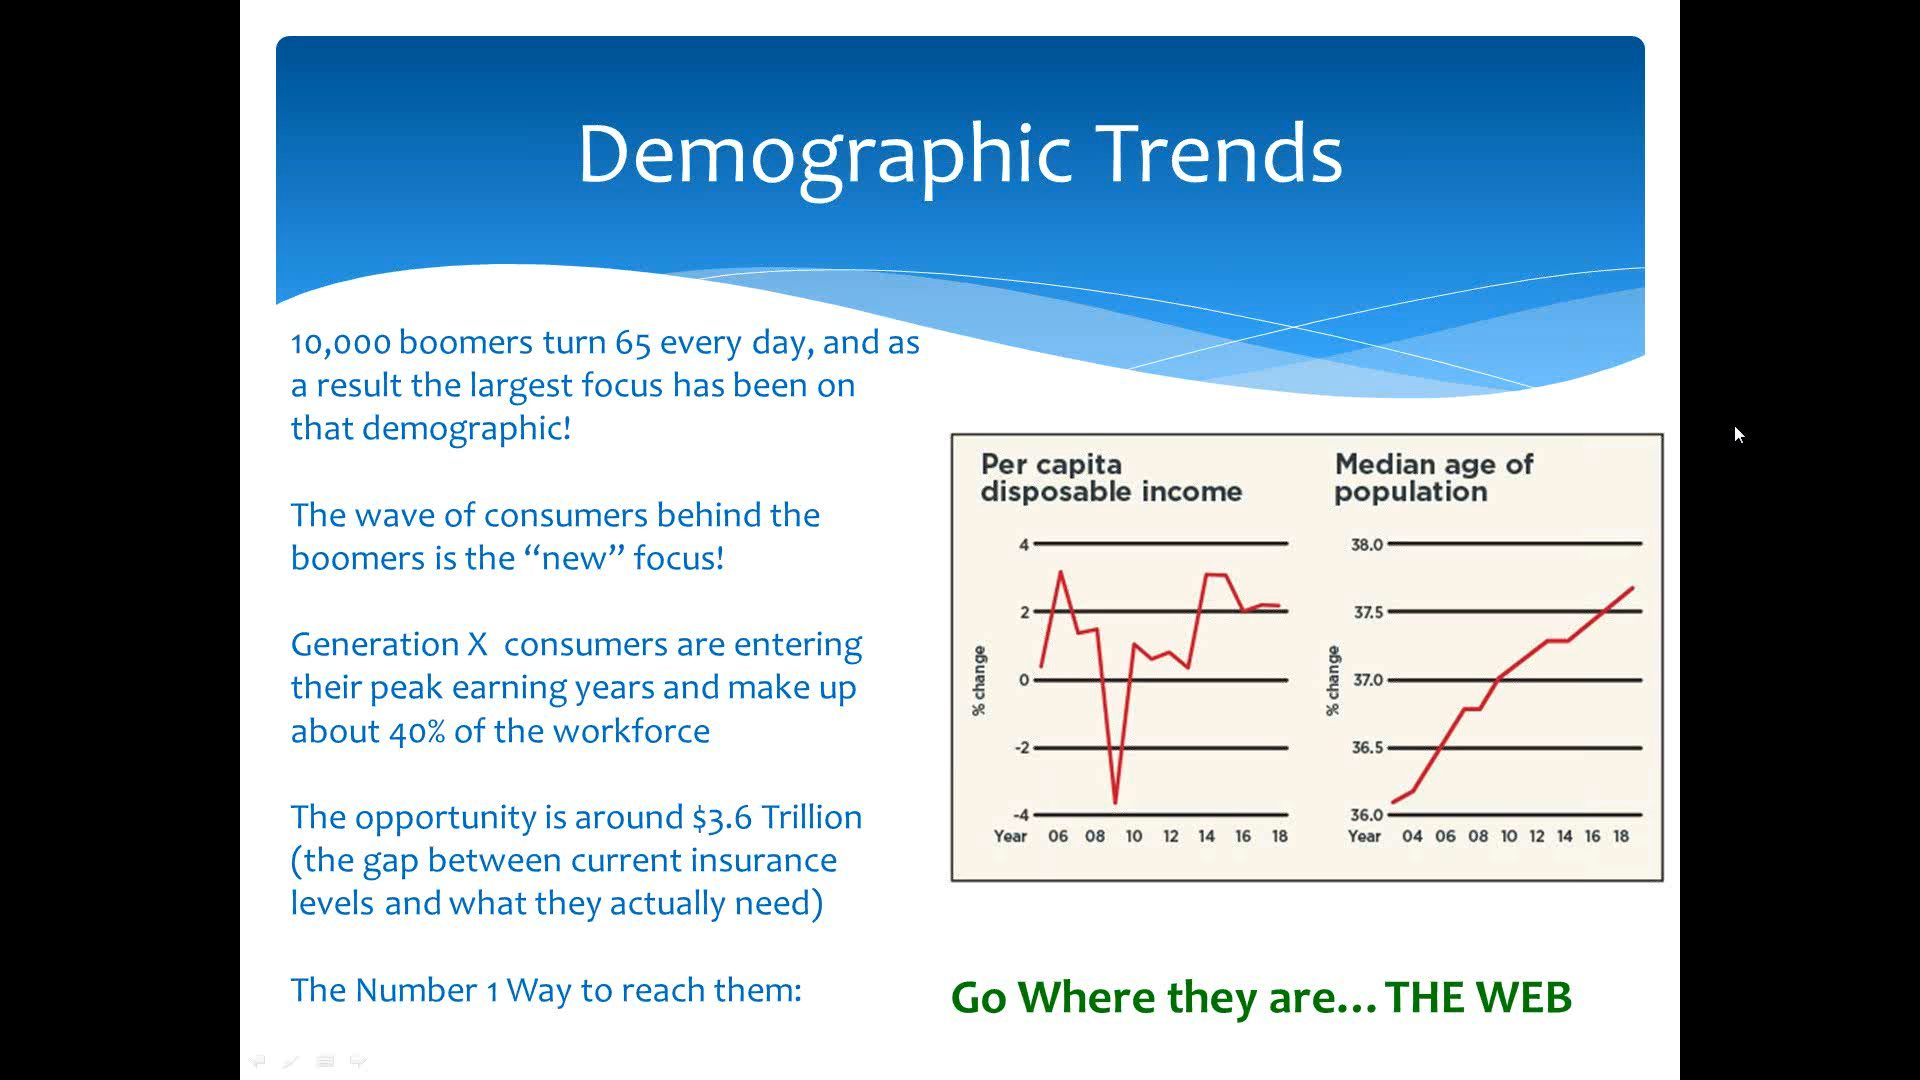 Demographic Trends
10,000 boomers turn 65 every day, and as
a result the largest focus has been on
that demographic!
The wave of consumers behind the
boomers is the “new” focus!
Generation X  consumers are entering
their peak earning years and make up
about 40% of the workforce
The opportunity is around $3.6 Trillion
(the gap between current insurance
levels and what they actually need)
The Number 1 Way to reach them:
Per capita
disposable income
4
2
0
-2
-4
% change
Year 06 08 10 12 14 16 18
Median age of
population
38.0
37.5
37.0
36.5
36.0
% change
Year 04 06 08 10 12 14 16 18
Go Where they are... THE WEB